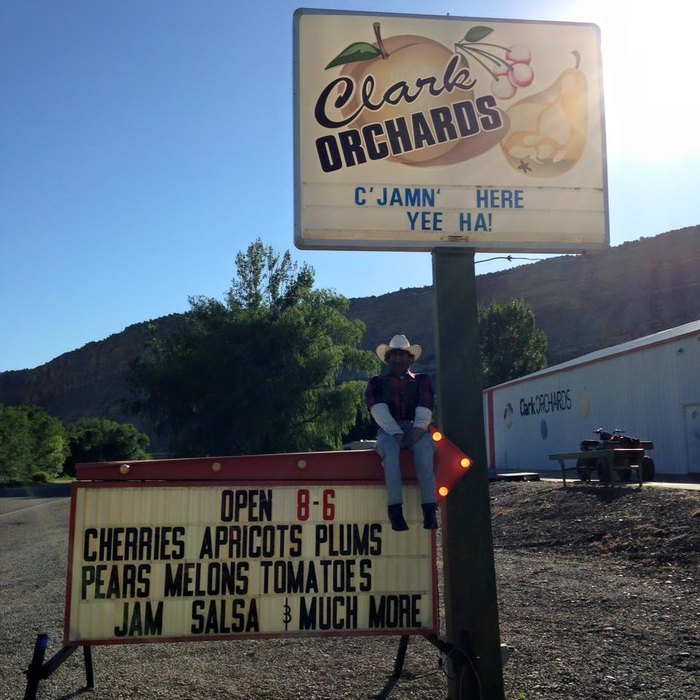 Clark
ORCHARDS
C'JAMN' HERE
YEE HA!
Clark ORCHARDS
OPEN 8-6
CHERRIES APRICOTS PLUMS
PEARS MELONS TOMATOES
JAM SALSA & MUCH MORE